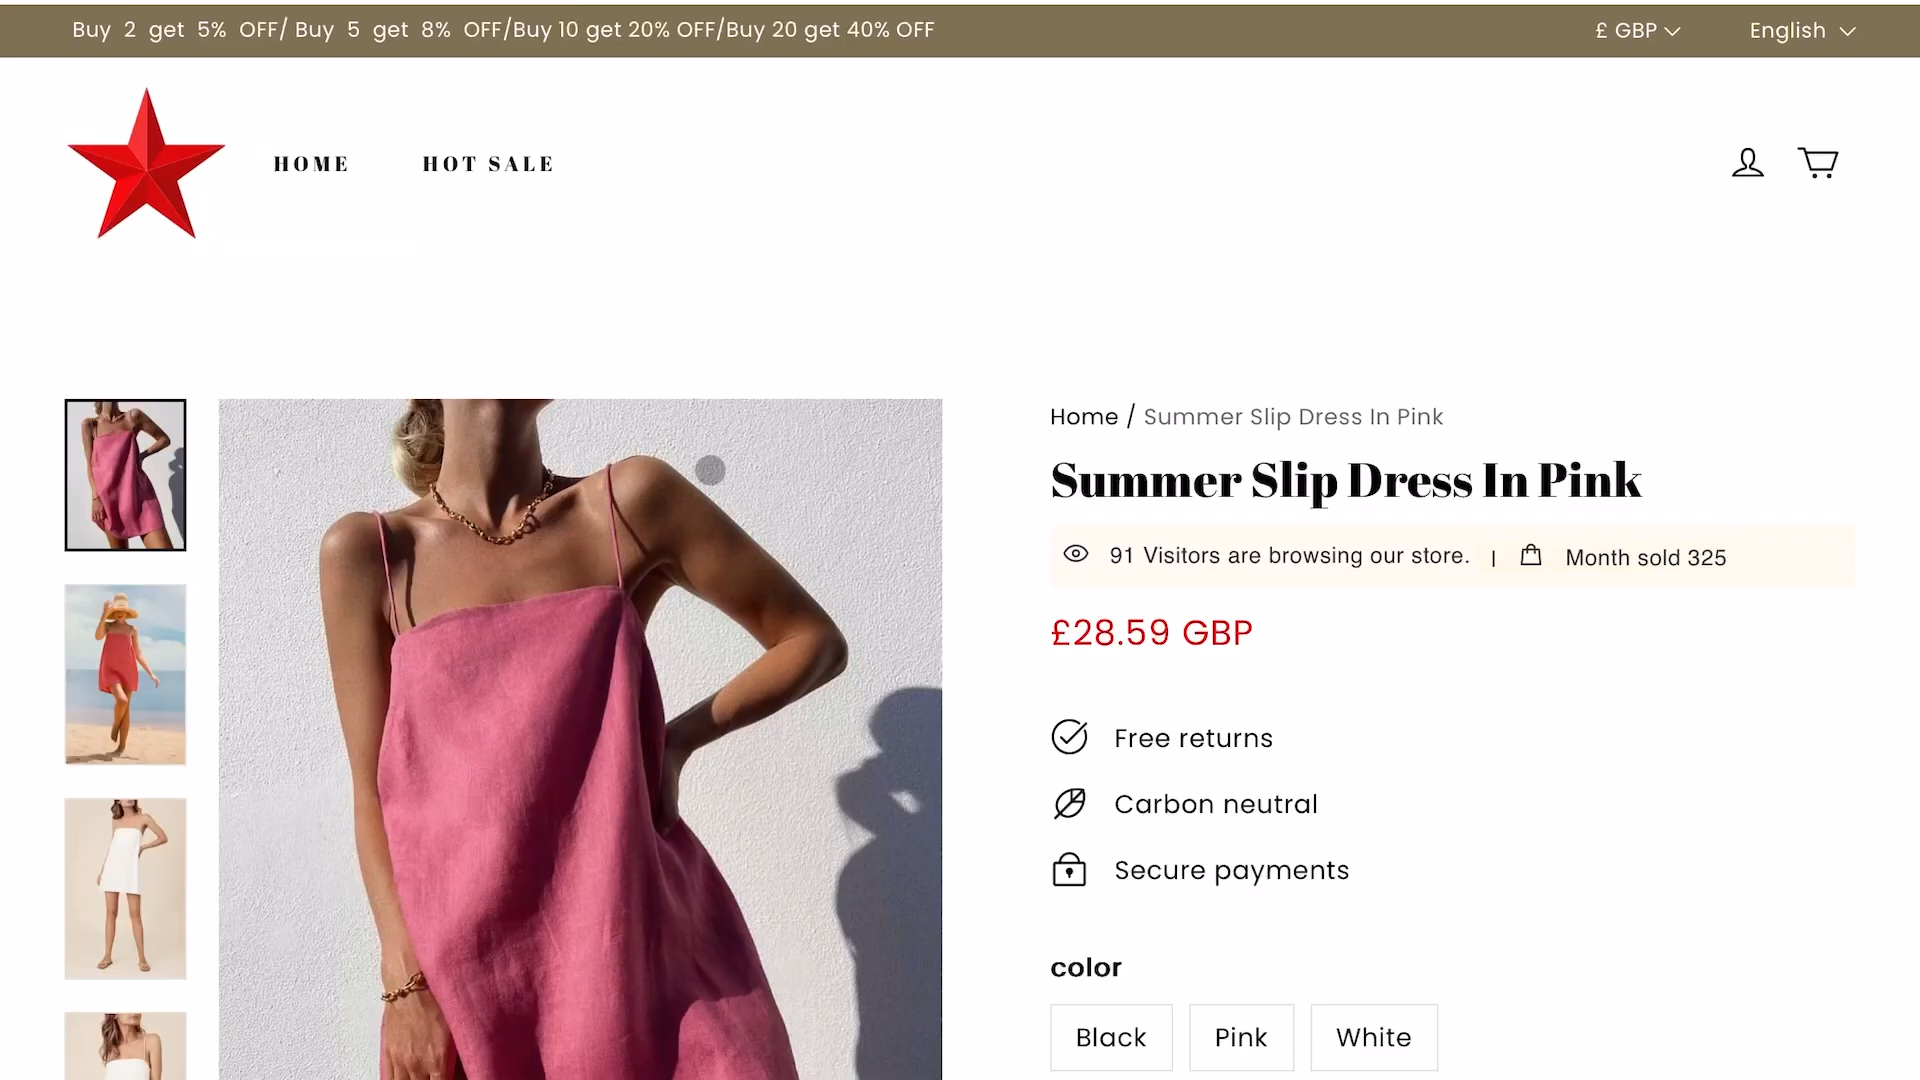 Buy 2 get 5% OFF/ Buy 5 get 8% OFF/Buy 10 get 20% OFF/Buy 20 get 40% OFF
£ GBP
English
HOME
HOT SALE
Home / Summer Slip Dress In Pink
Summer Slip Dress In Pink
91 Visitors are browsing our store. | Month sold 325
£28.59 GBP
Free returns
Carbon neutral
Secure payments
color
Black
Pink
White